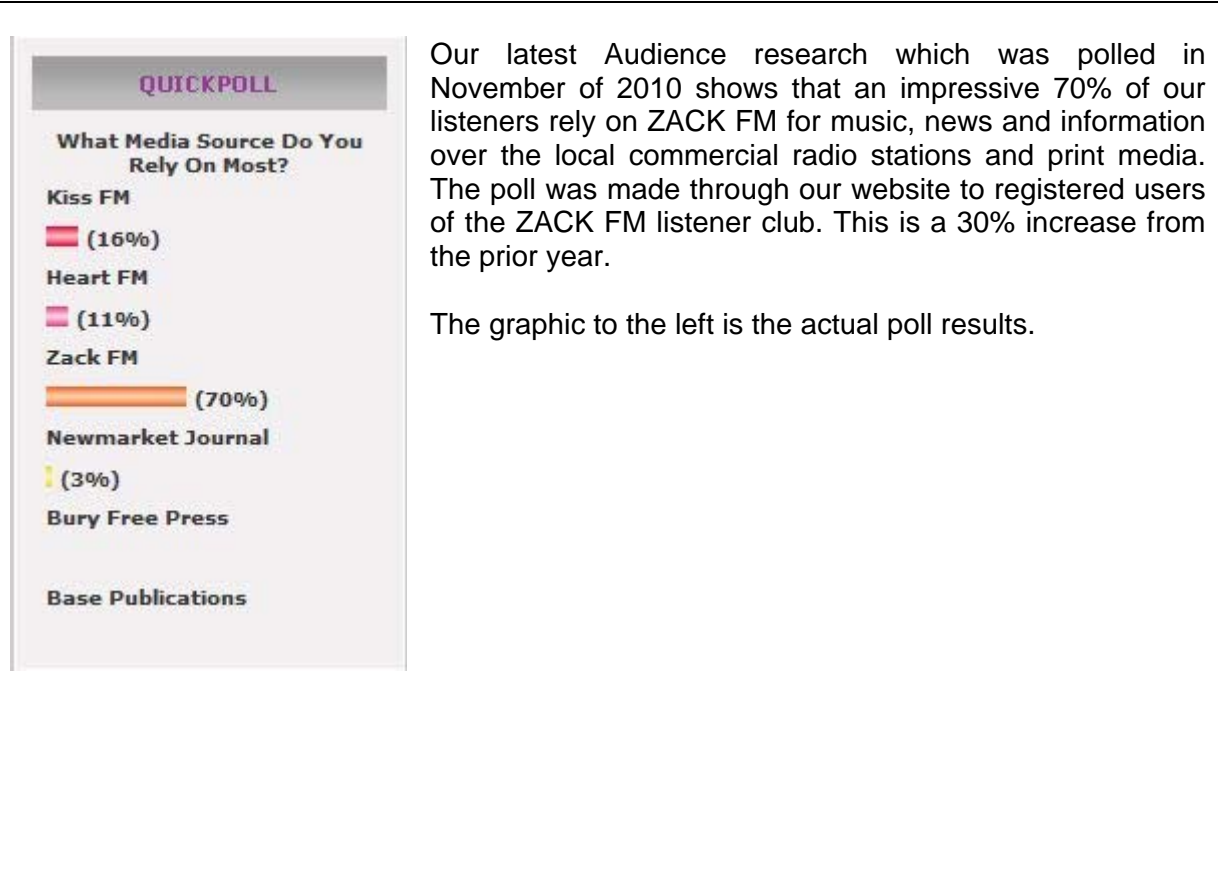 QUICKPOLL
What Media Source Do You
Rely On Most?
Kiss FM
(16%)
Heart FM
(11%)
Zack FM
(70%)
Newmarket Journal
(3%)
Bury Free Press
Base Publications
Our latest Audience research which was polled in
November of 2010 shows that an impressive 70% of our
listeners rely on ZACK FM for music, news and information
over the local commercial radio stations and print media.
The poll was made through our website to registered users
of the ZACK FM listener club. This is a 30% increase from
the prior year.
The graphic to the left is the actual poll results.